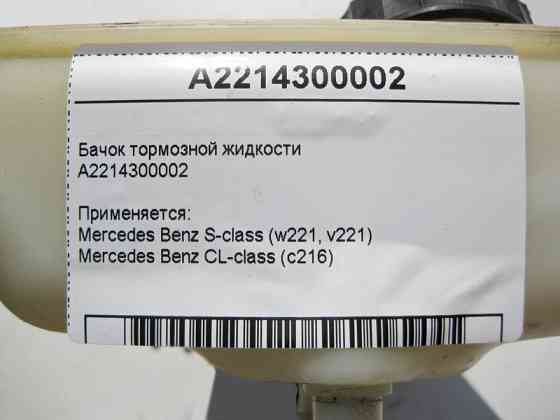 A2214300002
Бачок тормозной жидкости
A2214300002
Применяется:
Mercedes Benz S-class (w221, v221)
Mercedes Benz CL-class (c216)